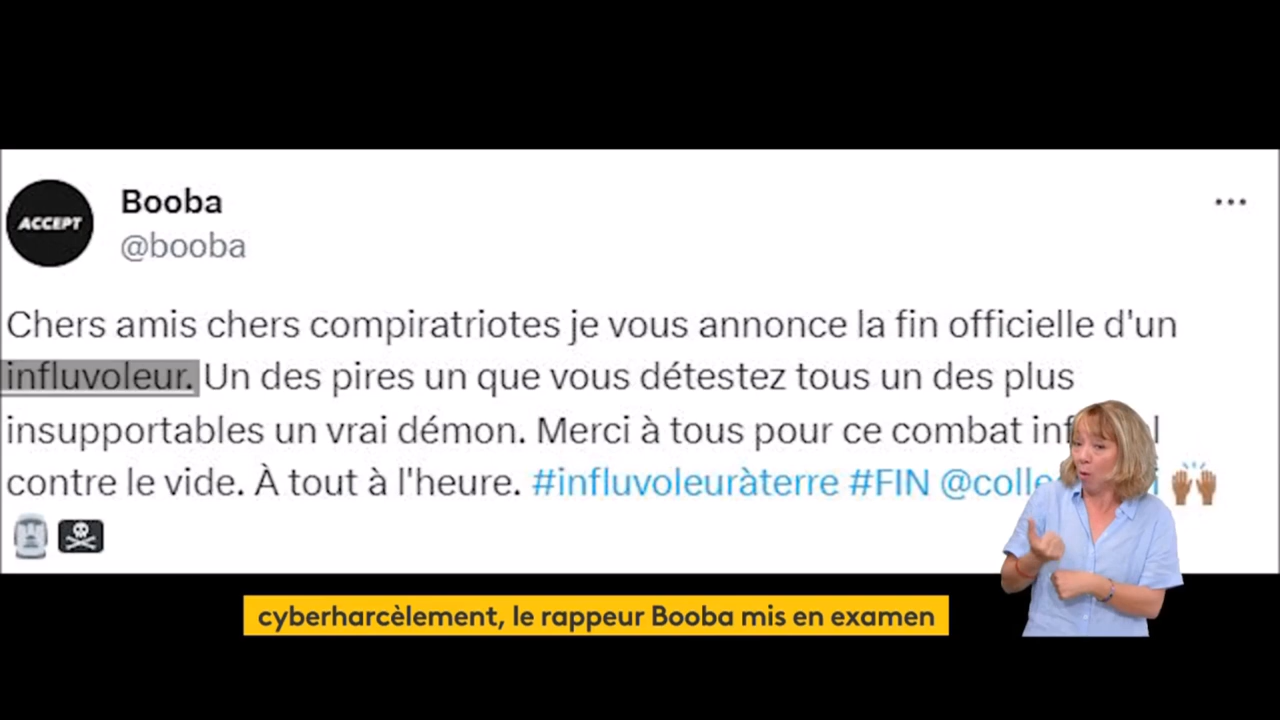 ACCEPT
Booba
@booba
Chers amis chers compiratriotes je vous annonce la fin officielle d'un
influvoleur. Un des pires un que vous détestez tous un des plus
insupportables un vrai démon. Merci à tous pour ce combat
contre le vide. À tout à l'heure. #influvoleuràterre #FIN
cyberharcèlement, le rappeur Booba mis en examen